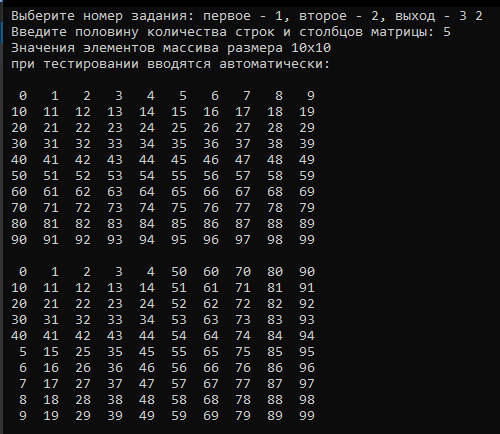 Выберите номер задания: первое - 1, второе - 2, выход - 3 2
Введите половину количества строк и столбцов матрицы: 5
Значения элементов массива размера 10x10
при тестировании вводятся автоматически:
0 1 2 3 4 5 6 7 8 9
10 11 12 13 14 15 16 17 18 19
20 21 22 23 24 25 26 27 28 29
30 31 32 33 34 35 36 37 38 39
40 41 42 43 44 45 46 47 48 49
50 51 52 53 54 55 56 57 58 59
60 61 62 63 64 65 66 67 68 69
70 71 72 73 74 75 76 77 78 79
80 81 82 83 84 85 86 87 88 89
90 91 92 93 94 95 96 97 98 99
0 1 2 3 4 50 60 70 80 90
10 11 12 13 14 51 61 71 81 91
20 21 22 23 24 52 62 72 82 92
30 31 32 33 34 53 63 73 83 93
40 41 42 43 44 54 64 74 84 94
5 15 25 35 45 55 65 75 85 95
6 16 26 36 46 56 66 76 86 96
7 17 27 37 47 57 67 77 87 97
8 18 28 38 48 58 68 78 88 98
9 19 29 39 49 59 69 79 89 99